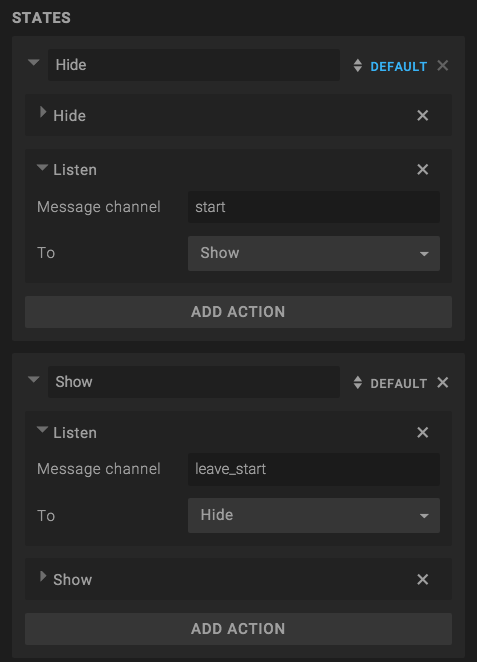 STATES
Hide DEFAULT
Hide
Listen
Message channel start
To Show
ADD ACTION
Show DEFAULT
Listen
Message channel leave_start
To Hide
Show
ADD ACTION